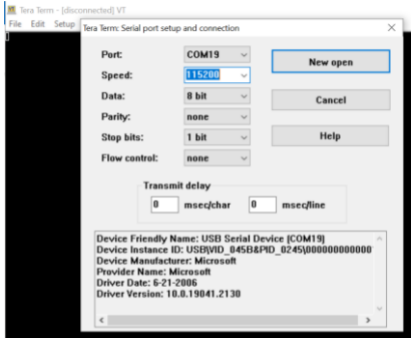 Tera Term - [disconnected] VT
File Edit Setup
Tera Term: Serial port setup and connection
Port: COM19
New open
Speed: 115200
Data: 8 bit
Cancel
Parity: none
Stop bits: 1 bit
Help
Flow control: none
Transmit delay
0 msec/char 0 msec/line
Device Friendly Name: USB Serial Device (COM19)
Device Instance ID: USB\VID_045B&PID_0245\000000000000
Device Manufacturer: Microsoft
Provider Name: Microsoft
Driver Date: 6-21-2006
Driver Version: 10.0.19041.2130